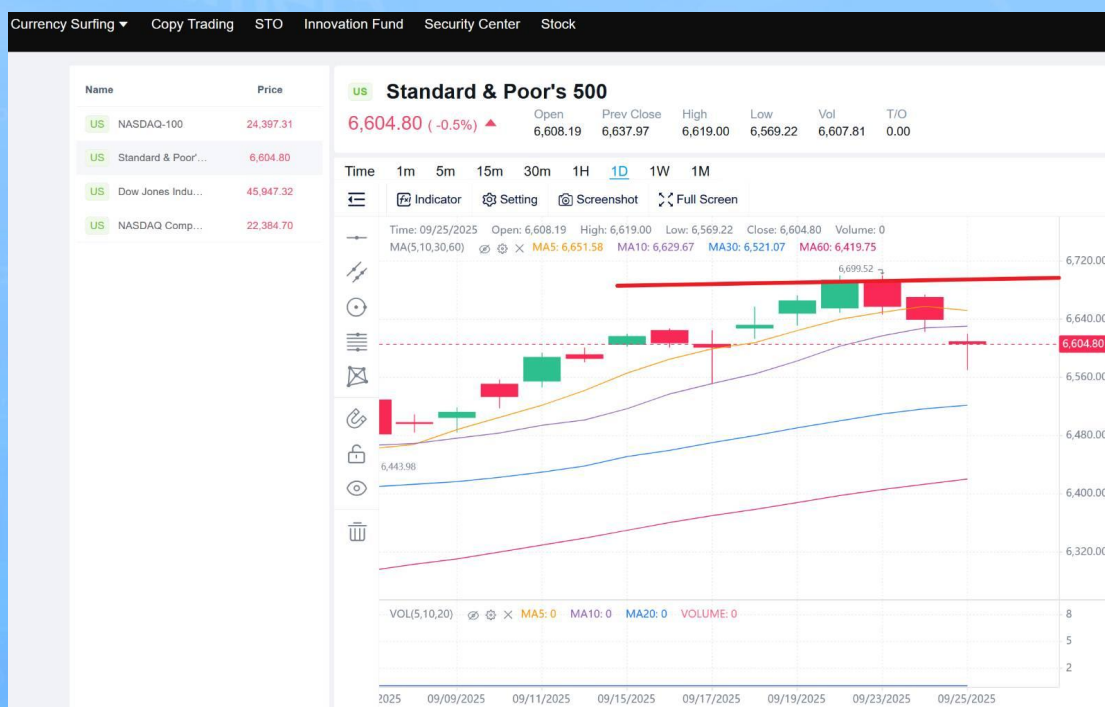 Currency Surfing Copy Trading STO Innovation Fund Security Center Stock
Name Price
US NASDAQ-100 24,397.31
US Standard & Poor'... 6,604.80
US Dow Jones Indu... 45,947.32
US NASDAQ Comp... 22,384.70
US Standard & Poor's 500
6,604.80 ( -0.5%)
Open Prev Close High Low Vol T/O
6,608.19 6,637.97 6,619.00 6,569.22 6,607.81 0.00
Time 1m 5m 15m 30m 1H 1D 1W 1M
Indicator Setting Screenshot Full Screen
Time: 09/25/2025 Open: 6,608.19 High: 6,619.00 Low: 6,569.22 Close: 6,604.80 Volume: 0
MA(5,10,30,60) MA5: 6,651.58 MA10: 6,629.67 MA30: 6,521.07 MA60: 6,419.75
6,720.00
6,699.52
6,640.00
6,604.80
6,560.00
6,480.00
6,443.98
6,400.00
6,320.00
VOL(5,10,20) MA5: 0 MA10: 0 MA20: 0 VOLUME: 0
8
5
2
2025 09/09/2025 09/11/2025 09/15/2025 09/17/2025 09/19/2025 09/23/2025 09/25/2025